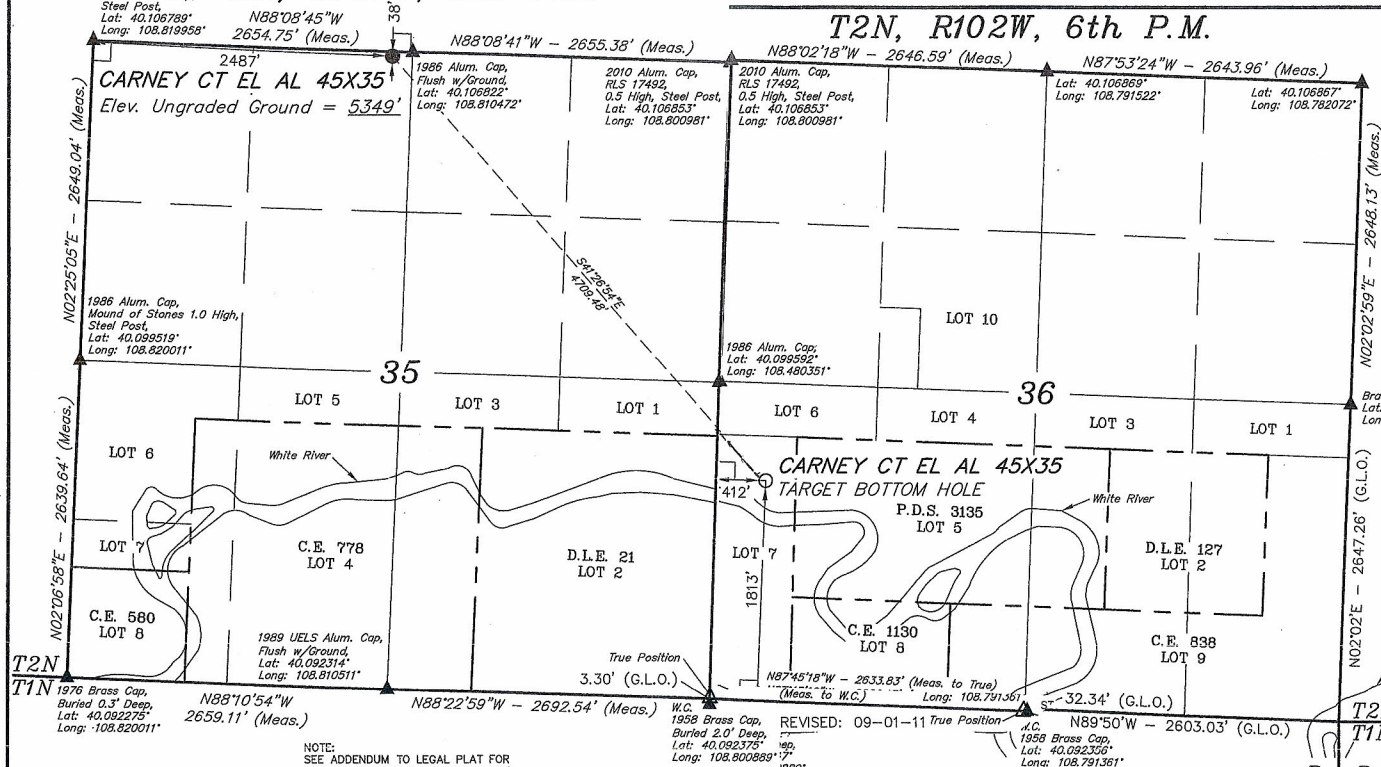 T2N, R102W, 6th P.M.
Steel Post,
Lat: 40.106789°
Long: 108.819958°
N88°08'45"W
2654.75' (Meas.)
38'
N88°08'41"W - 2655.38' (Meas.)
N88°02'18"W - 2646.59' (Meas.)
N87°53'24"W - 2643.96' (Meas.)
2487'
CARNEY CT EL AL 45X35
Elev. Ungraded Ground = 5349'
1986 Alum. Cap,
Flush w/Ground,
Lat: 40.106822°
Long: 108.810472°
2010 Alum. Cap,
RLS 17492,
0.5 High, Steel Post,
Lat: 40.106853°
Long: 108.800981°
2010 Alum. Cap,
RLS 17492,
0.5 High, Steel Post,
Lat: 40.106853°
Long: 108.800981°
Lat: 40.106869°
Long: 108.791522°
Lat: 40.106867°
Long: 108.782072°
N02°25'05"E - 2649.04' (Meas.)
N02°02'59"E - 2648.13' (Meas.)
S41°26'54"E
4709.48'
1986 Alum. Cap,
Mound of Stones 1.0 High,
Steel Post,
Lat: 40.099519°
Long: 108.820011°
LOT 10
1986 Alum. Cap,
Lat: 40.099592°
Long: 108.480351°
35
36
Bra
Lat:
Lon
LOT 5
LOT 3
LOT 1
LOT 6
LOT 4
LOT 3
LOT 1
LOT 6
White River
CARNEY CT EL AL 45X35
TARGET BOTTOM HOLE
412'
P.D.S. 3135
LOT 5
White River
N02°06'58"E - 2639.64' (Meas.)
N02°02'E - 2647.26' (G.L.O.)
LOT 7
C.E. 778
LOT 4
D.L.E. 21
LOT 2
LOT 7
1813'
D.L.E. 127
LOT 2
C.E. 580
LOT 8
C.E. 1130
LOT 8
C.E. 838
LOT 9
1989 UELS Alum. Cap,
Flush w/Ground,
Lat: 40.092314°
Long: 108.810511°
True Position
3.30' (G.L.O.)
N87°45'18"W - 2633.83' (Meas. to True)
(Meas. to W.C.)
Long: 108.791361
32.34' (G.L.O.)
T2N
T1N
1976 Brass Cap,
Buried 0.3' Deep,
Lat: 40.092275°
Long: 108.820011°
N88°10'54"W
2659.11' (Meas.)
N88°22'59"W - 2692.54' (Meas.)
W.C.
1958 Brass Cap,
Buried 2.0' Deep,
Lat: 40.092375°
Long: 108.800889°
REVISED: 09-01-11
True Position
W.C.
1958 Brass Cap,
Lat: 40.092356°
Long: 108.791361°
N89°50'W - 2603.03' (G.L.O.)
T2
T1N
NOTE:
SEE ADDENDUM TO LEGAL PLAT FOR